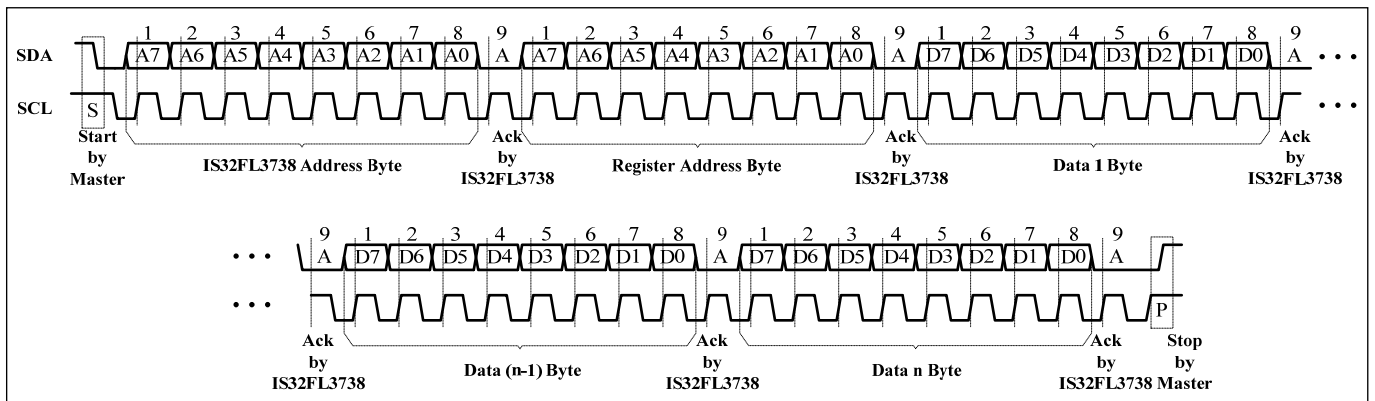 1 2 3 4 5 6 7 8 9 1 2 3 4 5 6 7 8 9 1 2 3 4 5 6 7 8 9
SDA A7 A6 A5 A4 A3 A2 A1 A0 A A7 A6 A5 A4 A3 A2 A1 A0 A D7 D6 D5 D4 D3 D2 D1 D0 A • • •
SCL S • • •
Start by Master
IS32FL3738 Address Byte
Ack by IS32FL3738
Register Address Byte
Ack by IS32FL3738
Data 1 Byte
Ack by IS32FL3738
9 1 2 3 4 5 6 7 8 9 1 2 3 4 5 6 7 8 9
• • • A D7 D6 D5 D4 D3 D2 D1 D0 A D7 D6 D5 D4 D3 D2 D1 D0 A
• • • P
Ack by IS32FL3738
Data (n-1) Byte
Ack by IS32FL3738
Data n Byte
Ack by IS32FL3738
Stop by Master